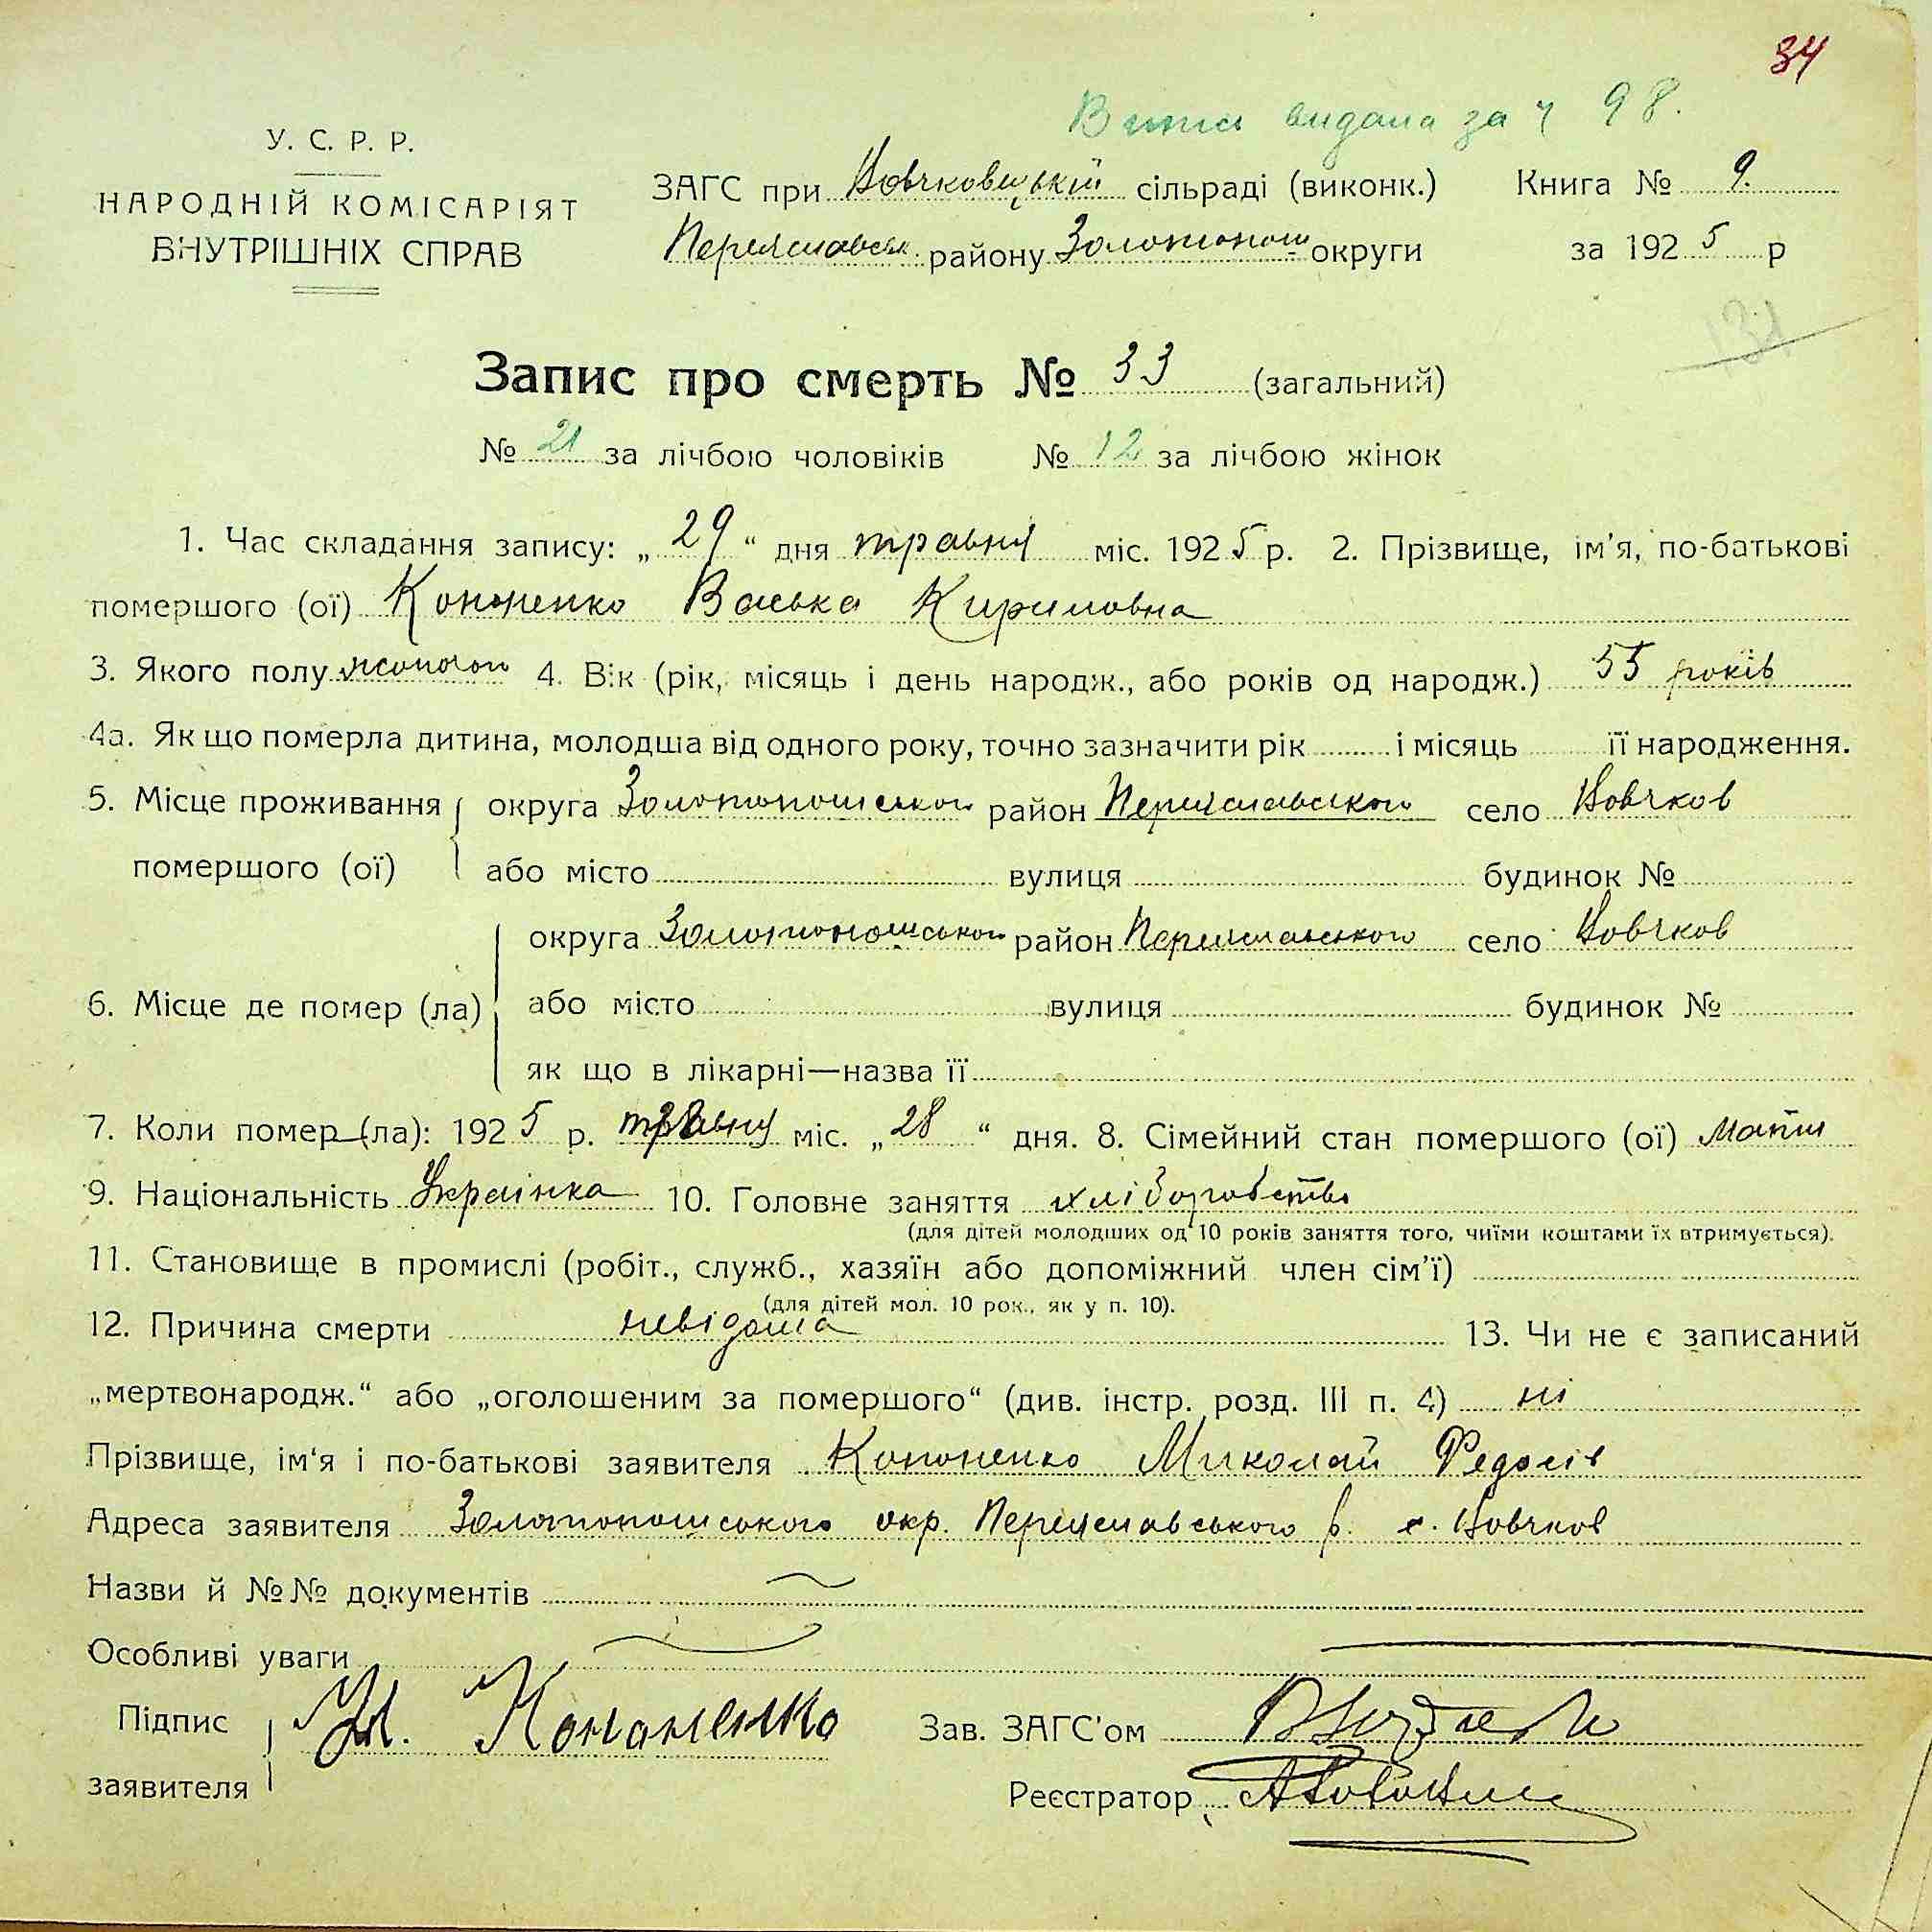 34
видана за ч 98.
У. С. Р. Р.
НАРОДНІЙ КОМІСАРІЯТ
ВНУТРІШНІХ СПРАВ
ЗАГС при Вовчковицькій сільраді (виконк.) Книга № 9.
Переяславськ. району Золотонош. округи за 1925 р
Запис про смерть № 33 (загальний)
№ 21 за лічбою чоловіків № 12 за лічбою жінок
1. Час складання запису: „29“ дня травня міс. 1925 р. 2. Прізвище, ім'я, по-батькові
помершого (ої) Кононенко Васька Кириловна
3. Якого полу 4. Вік (рік, місяць і день народж., або років од народж.) 55 років
4а. Як що померла дитина, молодша від одного року, точно зазначити рік і місяць її народження.
5. Місце проживання округа Золотоношського район Переяславського село Вовчков
помершого (ої) або місто вулиця будинок №
округа Золотоношського район Переяславського село Вовчков
6. Місце де помер (ла) або місто вулиця будинок №
як що в лікарні—назва її
7. Коли помер (ла): 1925 р. травня міс. „28“ дня. 8. Сімейний стан помершого (ої) мати
9. Національність Українка 10. Головне заняття хліборобство
(для дітей молодших од 10 років заняття того, чиїми коштами їх втримується).
11. Становище в промислі (робіт., служб., хазяїн або допоміжний член сім'ї)
(для дітей мол. 10 рок., як у п. 10).
12. Причина смерти невідома 13. Чи не є записаний
„мертвонародж.“ або „оголошеним за помершого“ (див. інстр. розд. III п. 4) ні
Прізвище, ім'я і по-батькові заявителя Кононенко Миколай Федосів
Адреса заявителя Золотоношського окр. Переяславського р. с. Вовчков
Назви й №№ документів
Особливі уваги
Підпис М. Кононенко Зав. ЗАГС'ом
заявителя Реєстратор